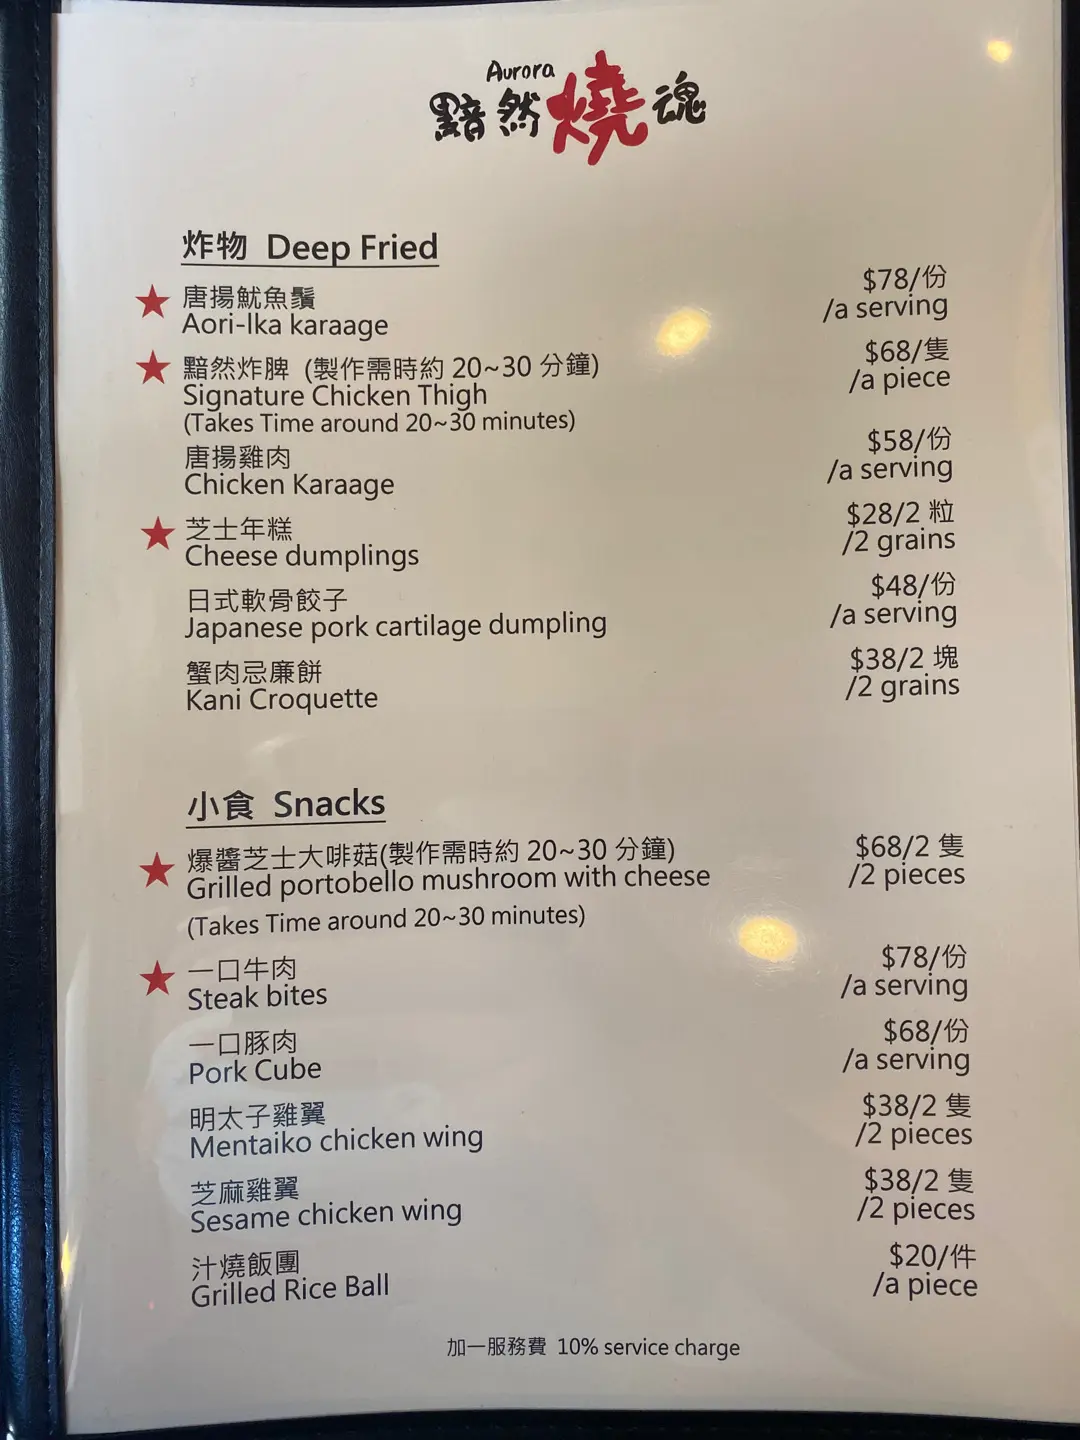 Aurora
黯然燒魂
炸物 Deep Fried
★ 唐揚魷魚鬚 $78/份
Aori-Ika karaage /a serving
★ 黯然炸脾 (製作需時約 20~30 分鐘) $68/隻
Signature Chicken Thigh /a piece
(Takes Time around 20~30 minutes)
唐揚雞肉 $58/份
Chicken Karaage /a serving
★ 芝士年糕 $28/2 粒
Cheese dumplings /2 grains
日式軟骨餃子 $48/份
Japanese pork cartilage dumpling /a serving
蟹肉忌廉餅 $38/2 塊
Kani Croquette /2 grains
小食 Snacks
★ 爆醬芝士大啡菇(製作需時約 20~30 分鐘) $68/2 隻
Grilled portobello mushroom with cheese /2 pieces
(Takes Time around 20~30 minutes)
★ 一口牛肉 $78/份
Steak bites /a serving
一口豚肉 $68/份
Pork Cube /a serving
明太子雞翼 $38/2 隻
Mentaiko chicken wing /2 pieces
芝麻雞翼 $38/2 隻
Sesame chicken wing /2 pieces
汁燒飯團 $20/件
Grilled Rice Ball /a piece
加一服務費 10% service charge